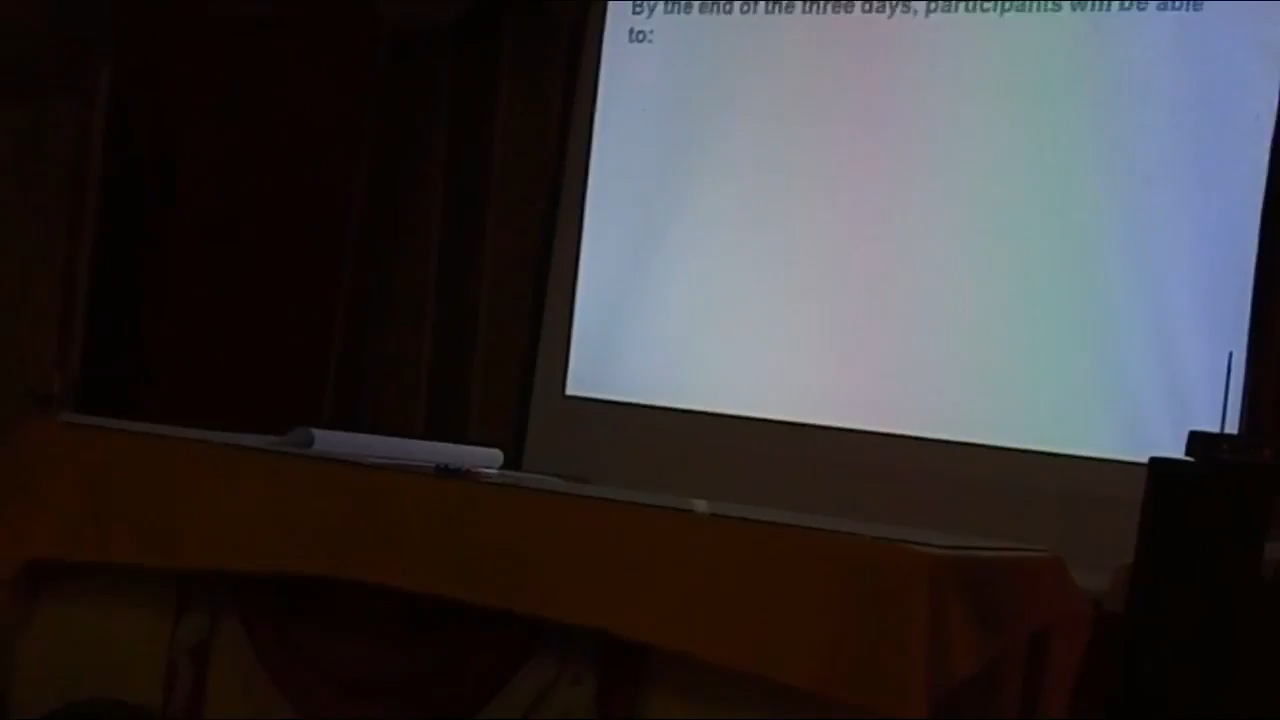 By the end of the three days, participants will be able
to: